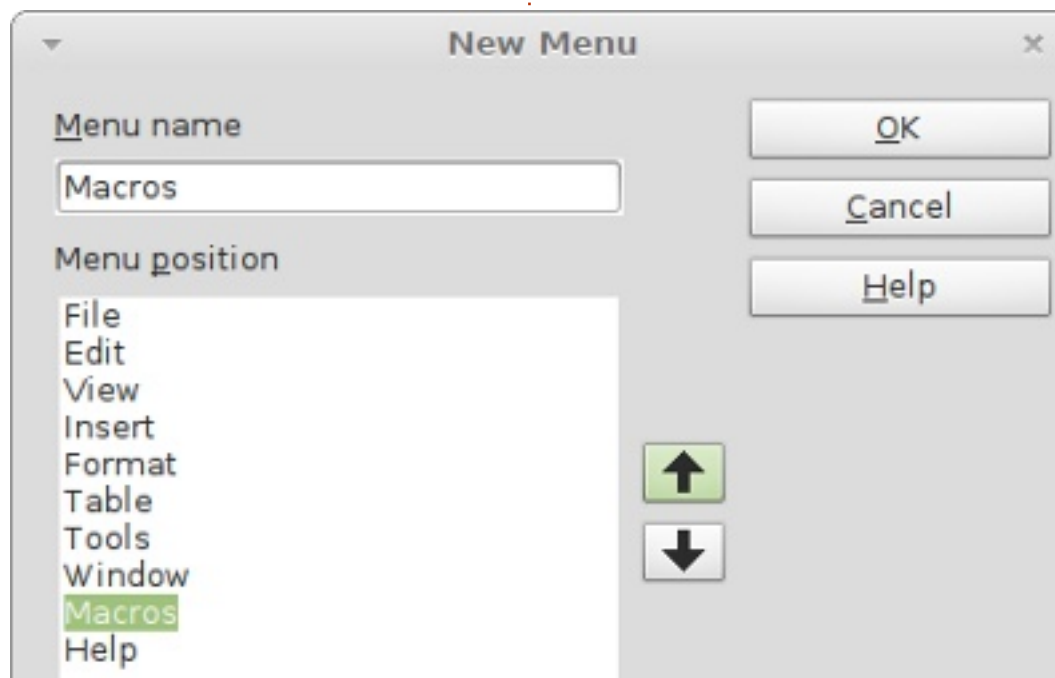 New Menu
Menu name
Macros
Menu position
File
Edit
View
Insert
Format
Table
Tools
Window
Macros
Help
OK
Cancel
Help